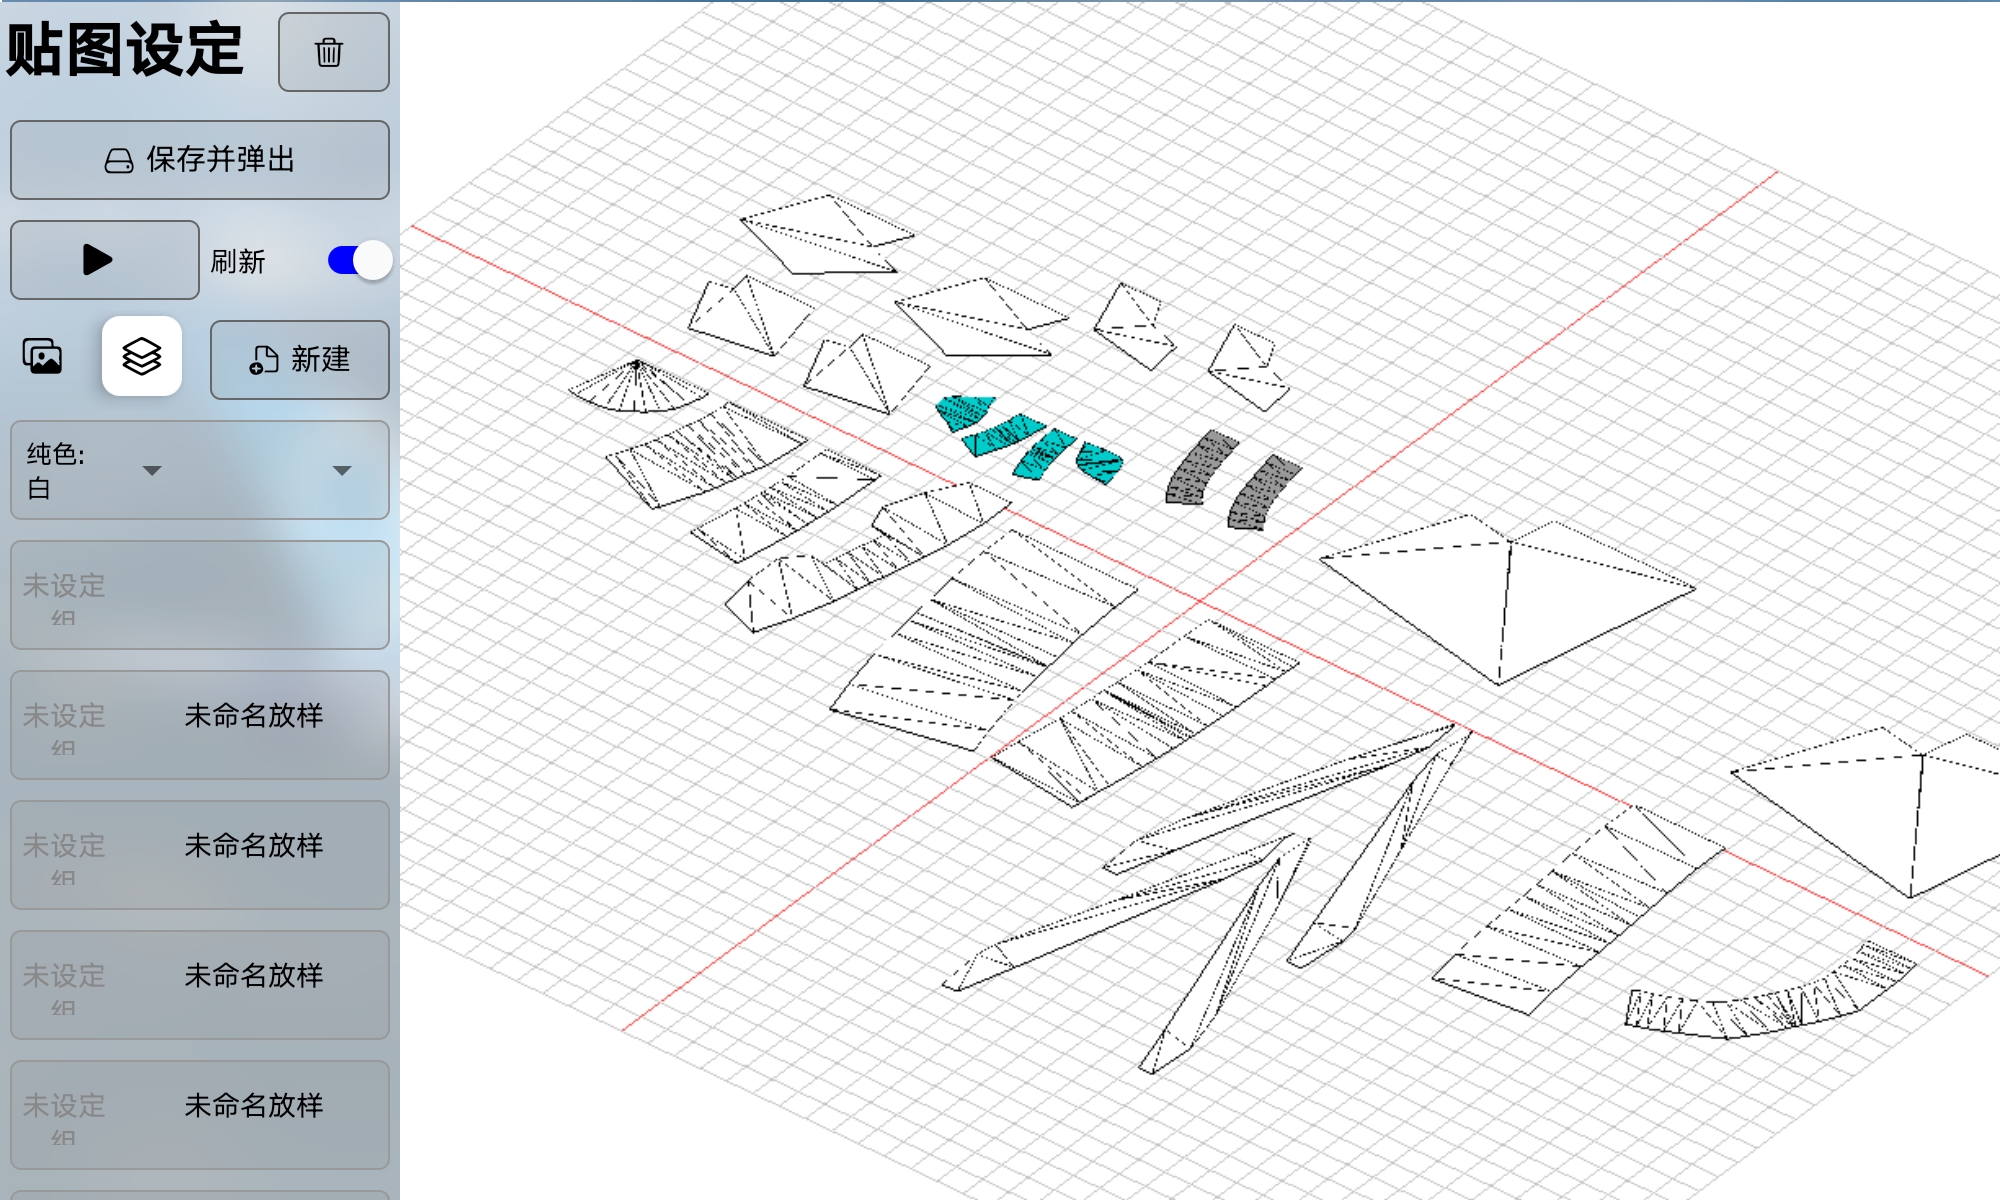 贴图设定
保存并弹出
刷新
新建
纯色:
白
未设定
组
未设定
组
未命名放样
未设定
组
未命名放样
未设定
组
未命名放样
未设定
组
未命名放样